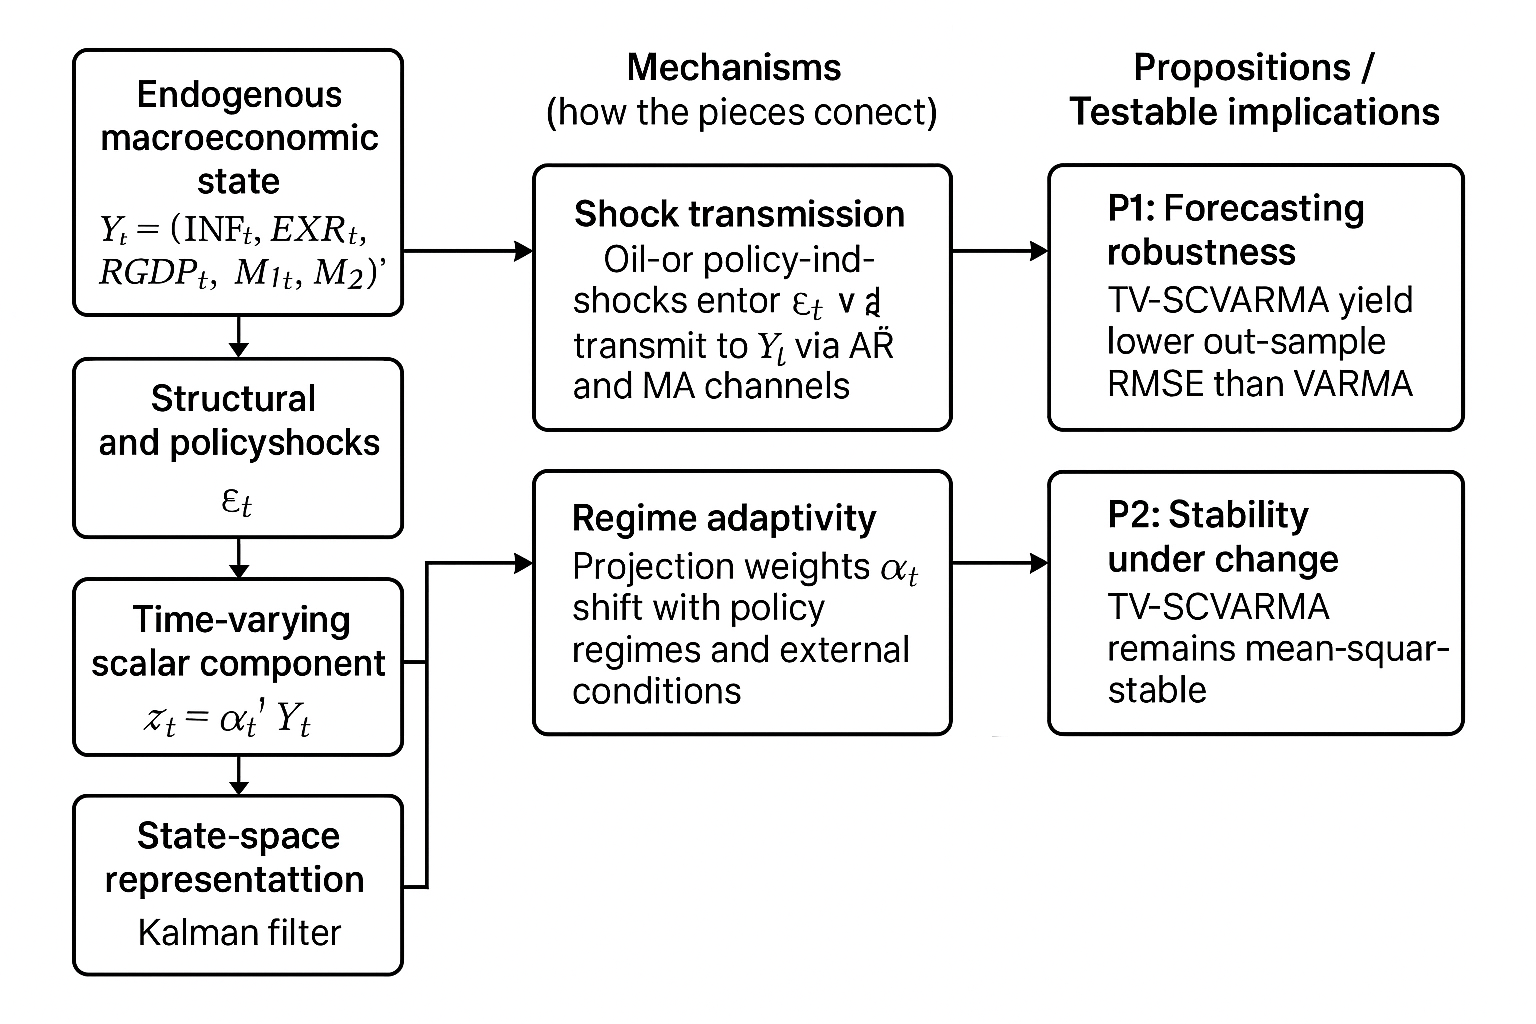 Endogenous
macroeconomic
state
Yₜ = (INFₜ, EXRₜ,
RGDPₜ, M₁ₜ, M₂)’
Structural
and policyshocks
εₜ
Time-varying
scalar component
zₜ = αₜ' Yₜ
State-space
representattion
Kalman filter
Mechanisms
(how the pieces conect)
Shock transmission
Oil-or policy-ind-
shocks entor εₜ
transmit to Yₗ via AR̈
and MA channels
Regime adaptivity
Projection weights αₜ
shift with policy
regimes and external
conditions
Propositions /
Testable implications
P1: Forecasting
robustness
TV-SCVARMA yield
lower out-sample
RMSE than VARMA
P2: Stability
under change
TV-SCVARMA
remains mean-squar-
stable